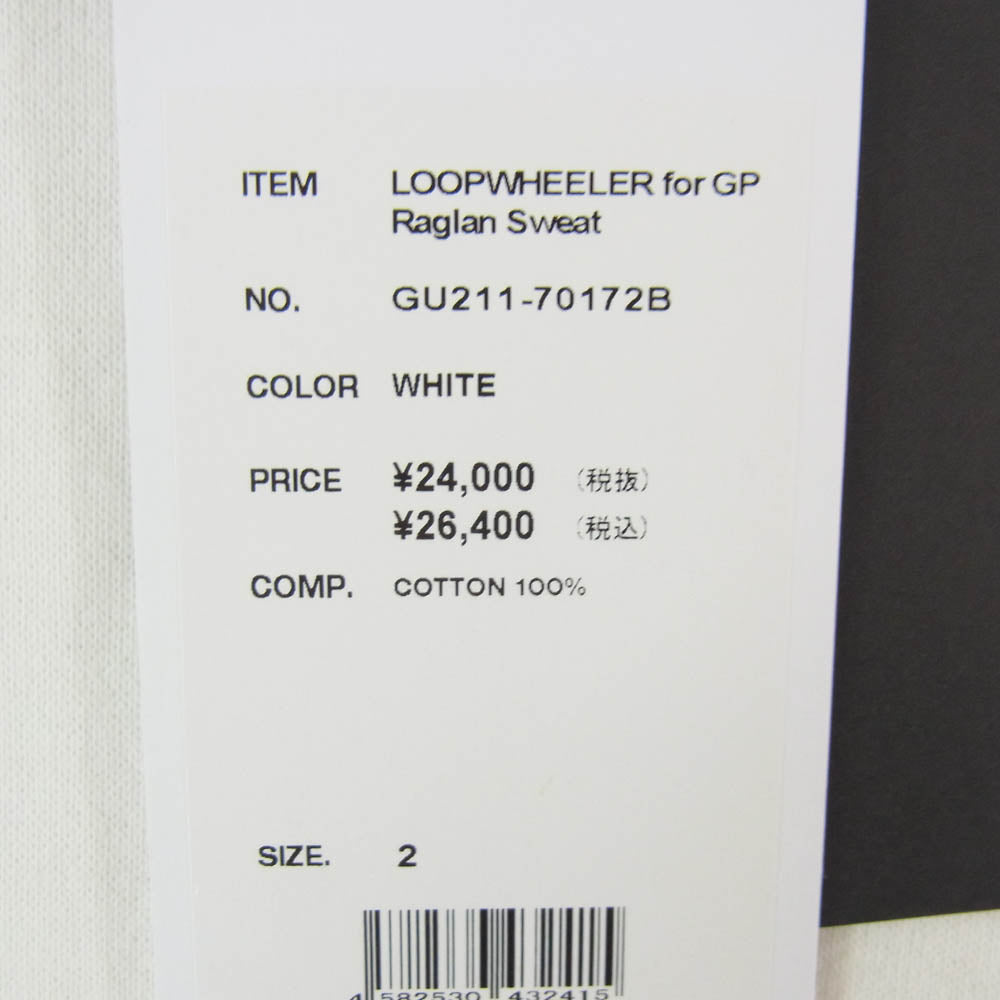 ITEM LOOPWHEELER for GP
Raglan Sweat
NO. GU211-70172B
COLOR WHITE
PRICE ¥24,000 (税抜)
¥26,400 (税込)
COMP. COTTON 100%
SIZE. 2
4 582530 432415